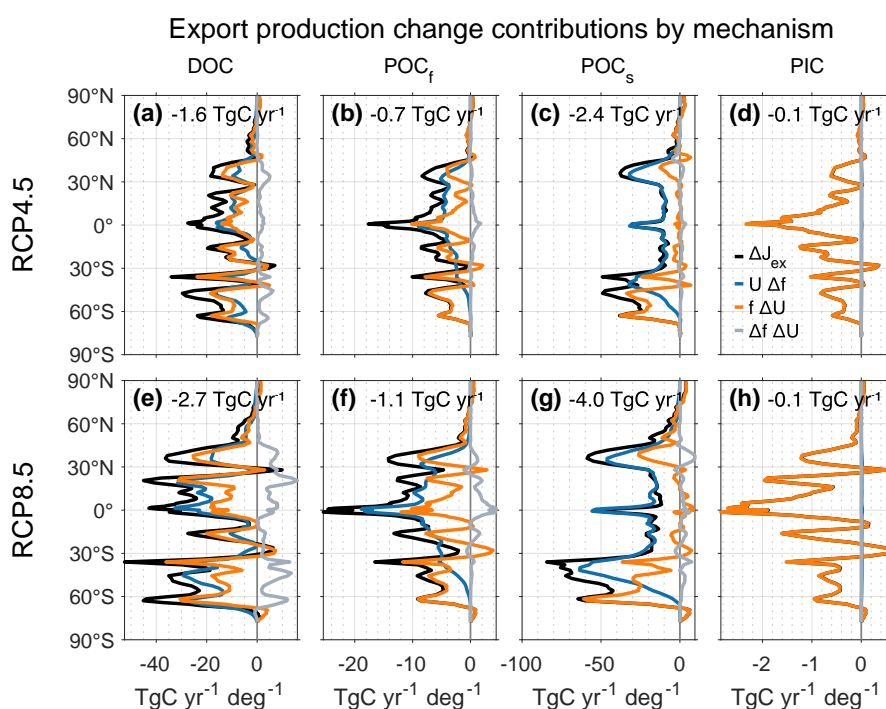 Export production change contributions by mechanism
DOC POC_f POC_s PIC
RCP4.5
90°N
60°N
30°N
0°
30°S
60°S
90°S
(a) -1.6 TgC yr⁻¹
(b) -0.7 TgC yr⁻¹
(c) -2.4 TgC yr⁻¹
(d) -0.1 TgC yr⁻¹
ΔJ_ex
U Δf
f ΔU
Δf ΔU
RCP8.5
90°N
60°N
30°N
0°
30°S
60°S
90°S
(e) -2.7 TgC yr⁻¹
(f) -1.1 TgC yr⁻¹
(g) -4.0 TgC yr⁻¹
(h) -0.1 TgC yr⁻¹
-40 -20 0
-20 -10 0
-100 -50 0
-2 -1 0
TgC yr⁻¹ deg⁻¹
TgC yr⁻¹ deg⁻¹
TgC yr⁻¹ deg⁻¹
TgC yr⁻¹ deg⁻¹